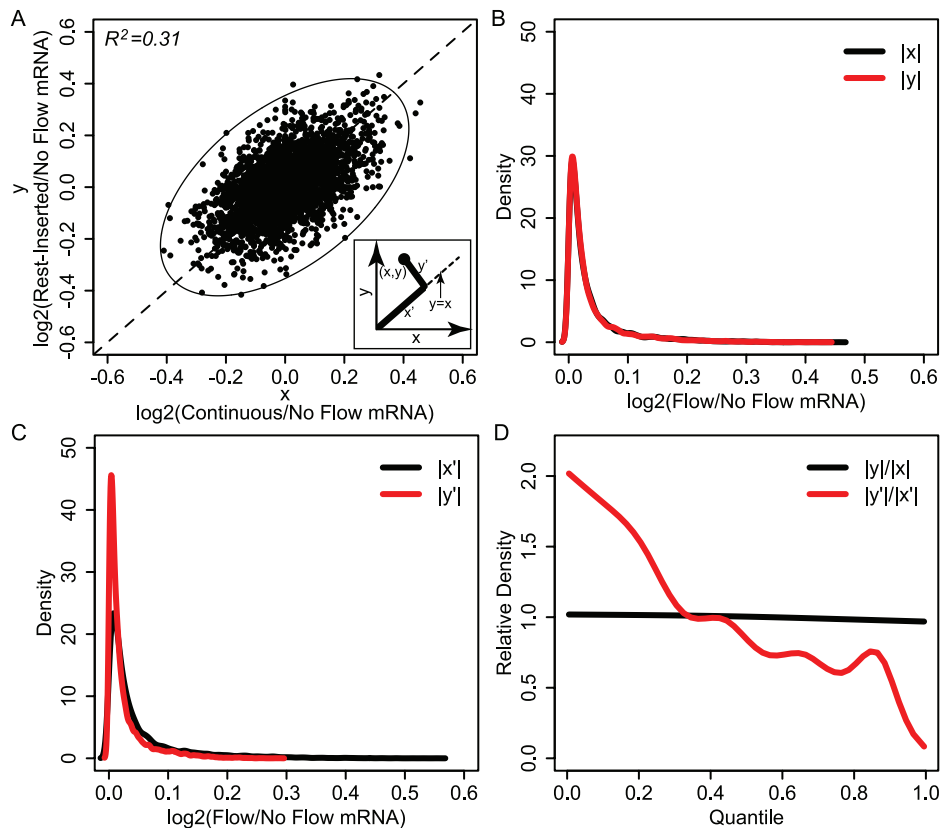 A
R²=0.31
y
log2(Rest-Inserted/No Flow mRNA)
0.6
0.4
0.2
0.0
-0.2
-0.4
-0.6
(x,y)
y'
x'
y=x
y
x
-0.6
-0.4
-0.2
0.0
0.2
0.4
0.6
x
log2(Continuous/No Flow mRNA)
B
|x|
|y|
Density
50
40
30
20
10
0
0.0
0.1
0.2
0.3
0.4
0.5
0.6
log2(Flow/No Flow mRNA)
C
|x'|
|y'|
Density
50
40
30
20
10
0
0.0
0.1
0.2
0.3
0.4
0.5
0.6
log2(Flow/No Flow mRNA)
D
|y|/|x|
|y'|/|x'|
Relative Density
2.0
1.5
1.0
0.5
0.0
0.0
0.2
0.4
0.6
0.8
1.0
Quantile